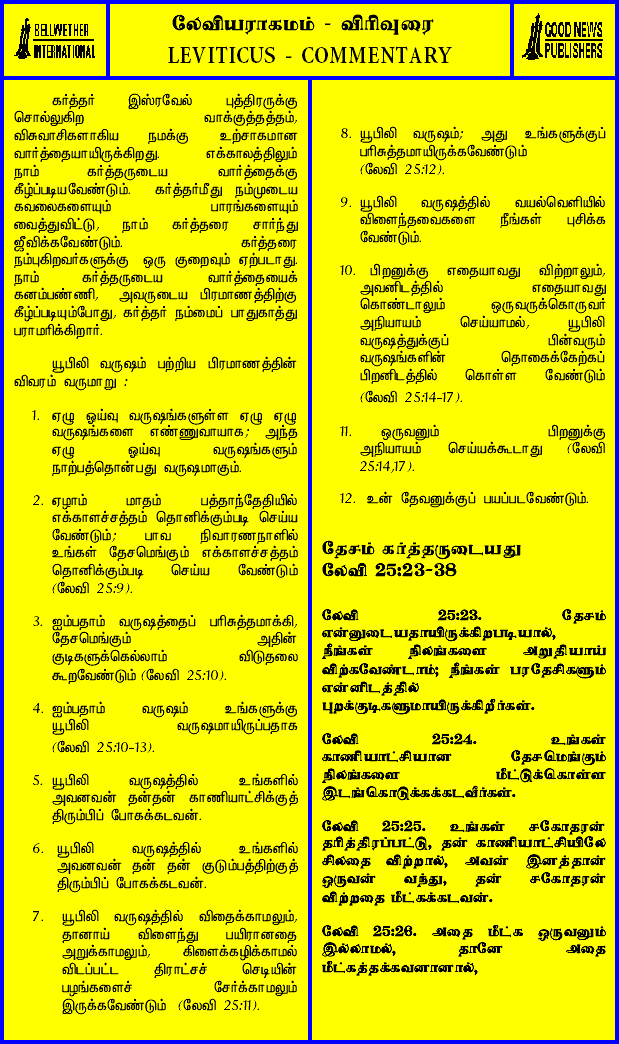 BELLWETHER
INTERNATIONAL
லேவியராகமம் - விரிவுரை
LEVITICUS - COMMENTARY
GOOD NEWS
PUBLISHERS
கர்த்தர் இஸ்ரவேல் புத்திரருக்கு
சொல்லுகிற வாக்குத்தத்தம்,
விசுவாசிகளாகிய நமக்கு உற்சாகமான
வார்த்தையாயிருக்கிறது. எக்காலத்திலும்
நாம் கர்த்தருடைய வார்த்தைக்கு
கீழ்ப்படியவேண்டும். கர்த்தர்மீது நம்முடைய
கவலைகளையும் பாரங்களையும்
வைத்துவிட்டு, நாம் கர்த்தரை சார்ந்து
ஜீவிக்கவேண்டும். கர்த்தரை
நம்புகிறவர்களுக்கு ஒரு குறைவும் ஏற்படாது.
நாம் கர்த்தருடைய வார்த்தையைக்
கனம்பண்ணி, அவருடைய பிரமாணத்திற்கு
கீழ்ப்படியும்போது, கர்த்தர் நம்மைப் பாதுகாத்து
பராமரிக்கிறார்.
யூபிலி வருஷம் பற்றிய பிரமாணத்தின்
விவரம் வருமாறு :
1. ஏழு ஓய்வு வருஷங்களுள்ள ஏழு ஏழு
வருஷங்களை எண்ணுவாயாக; அந்த
ஏழு ஓய்வு வருஷங்களும்
நாற்பத்தொன்பது வருஷமாகும்.
2. ஏழாம் மாதம் பத்தாந்தேதியில்
எக்காளச்சத்தம் தொனிக்கும்படி செய்ய
வேண்டும்; பாவ நிவாரணநாளில்
உங்கள் தேசமெங்கும் எக்காளச்சத்தம்
தொனிக்கும்படி செய்ய வேண்டும்
(லேவி 25:9).
3. ஐம்பதாம் வருஷத்தைப் பரிசுத்தமாக்கி,
தேசமெங்கும் அதின்
குடிகளுக்கெல்லாம் விடுதலை
கூறவேண்டும் (லேவி 25:10).
4. ஐம்பதாம் வருஷம் உங்களுக்கு
யூபிலி வருஷமாயிருப்பதாக
(லேவி 25:10-13).
5. யூபிலி வருஷத்தில் உங்களில்
அவனவன் தன்தன் காணியாட்சிக்குத்
திரும்பிப் போகக்கடவன்.
6. யூபிலி வருஷத்தில் உங்களில்
அவனவன் தன் தன் குடும்பத்திற்குத்
திரும்பிப் போகக்கடவன்.
7. யூபிலி வருஷத்தில் விதைக்காமலும்,
தானாய் விளைந்து பயிரானதை
அறுக்காமலும், கிளைக்கழிக்காமல்
விடப்பட்ட திராட்சச் செடியின்
பழங்களைச் சேர்க்காமலும்
இருக்கவேண்டும் (லேவி 25:11).
8. யூபிலி வருஷம்; அது உங்களுக்குப்
பரிசுத்தமாயிருக்கவேண்டும்
(லேவி 25:12).
9. யூபிலி வருஷத்தில் வயல்வெளியில்
விளைந்தவைகளை நீங்கள் புசிக்க
வேண்டும்.
10. பிறனுக்கு எதையாவது விற்றாலும்,
அவனிடத்தில் எதையாவது
கொண்டாலும் ஒருவருக்கொருவர்
அநியாயம் செய்யாமல், யூபிலி
வருஷத்துக்குப் பின்வரும்
வருஷங்களின் தொகைக்கேற்கப்
பிறனிடத்தில் கொள்ள வேண்டும்
(லேவி 25:14-17).
11. ஒருவனும் பிறனுக்கு
அநியாயம் செய்யக்கூடாது (லேவி
25:14,17).
12. உன் தேவனுக்குப் பயப்படவேண்டும்.
தேசம் கர்த்தருடையது
லேவி 25:23-38
லேவி 25:23. தேசம்
என்னுடையதாயிருக்கிறபடியால்,
நீங்கள் நிலங்களை அறுதியாய்
விற்கவேண்டாம்; நீங்கள் பரதேசிகளும்
என்னிடத்தில்
புறக்குடிகளுமாயிருக்கிறீர்கள்.
லேவி 25:24. உங்கள்
காணியாட்சியான தேசமெங்கும்
நிலங்களை மீட்டுக்கொள்ள
இடங்கொடுக்கக்கடவீர்கள்.
லேவி 25:25. உங்கள் சகோதரன்
தரித்திரப்பட்டு, தன் காணியாட்சியிலே
சிலதை விற்றால், அவன் இனத்தான்
ஒருவன் வந்து, தன் சகோதரன்
விற்றதை மீட்கக்கடவன்.
லேவி 25:26. அதை மீட்க ஒருவனும்
இல்லாமல், தானே அதை
மீட்கத்தக்கவனானால்,